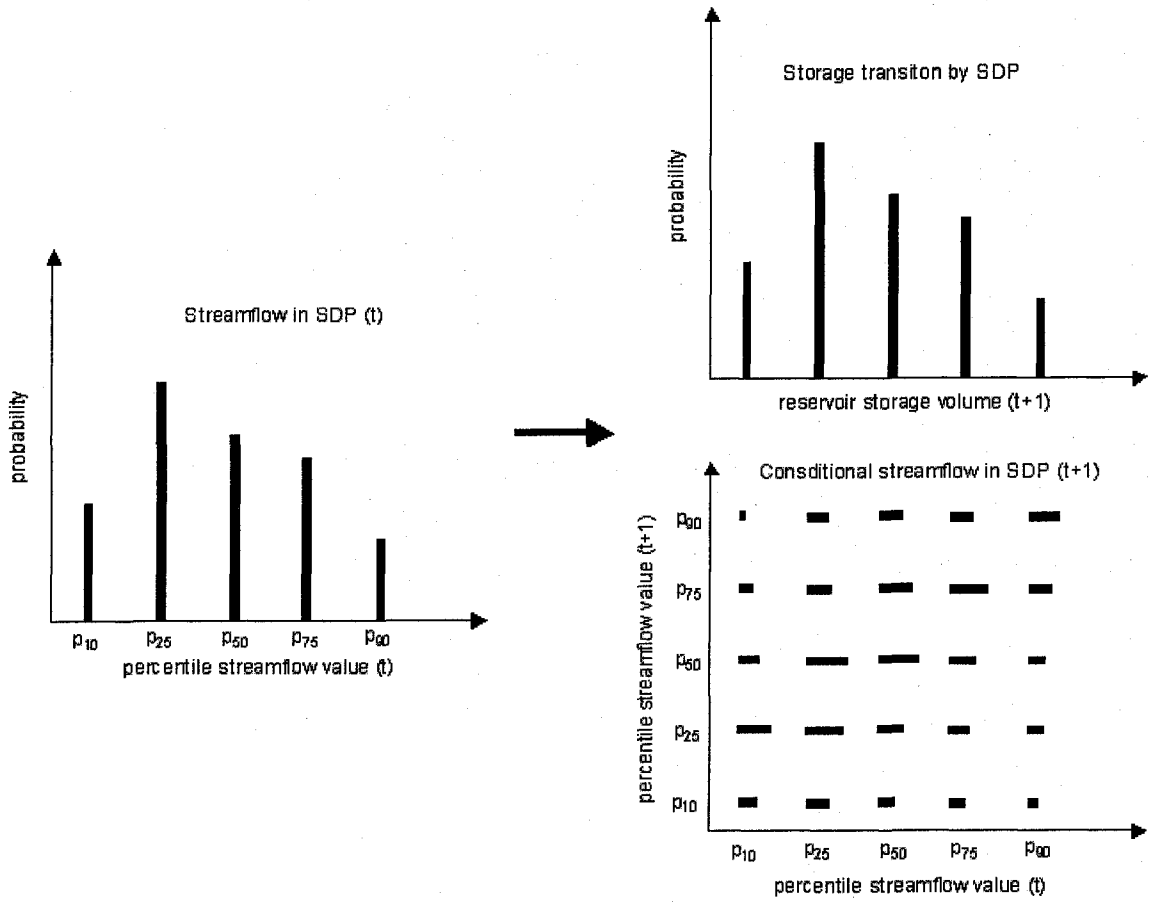 Storage transiton by SDP
probability
reservoir storage volume (t+1)
Streamflow in SDP (t)
probability
p10 p25 p50 p75 p90
percentile streamflow value (t)
Consditional streamflow in SDP (t+1)
percentile streamflow value (t+1)
p90
p75
p50
p25
p10
p10 p25 p50 p75 p90
percentile streamflow value (t)